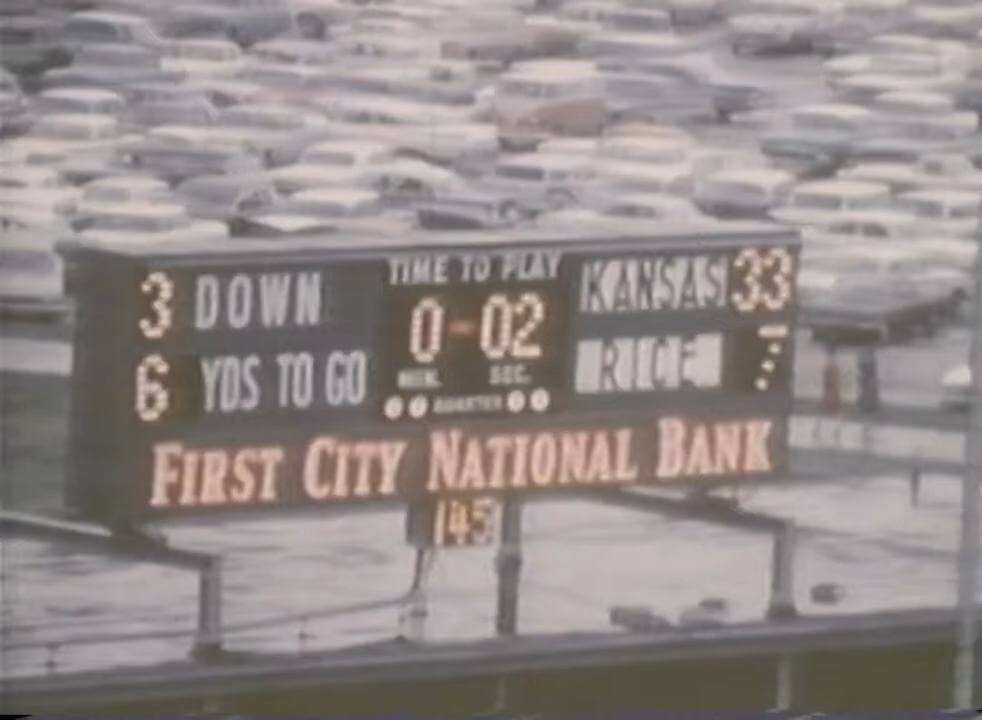 3 DOWN
6 YDS TO GO
TIME TO PLAY
0-02
MIN. SEC.
QUARTER
KANSAS 33
RICE 7
FIRST CITY NATIONAL BANK
145